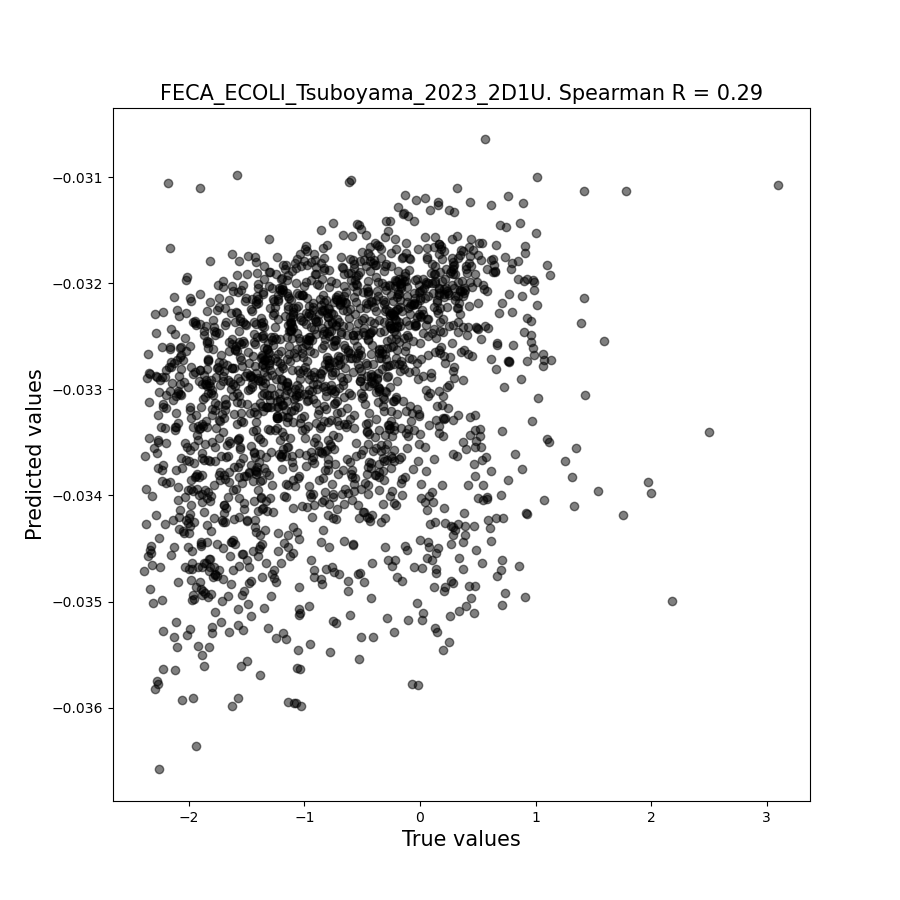 FECA_ECOLI_Tsuboyama_2023_2D1U. Spearman R = 0.29
Predicted values
−0.031
−0.032
−0.033
−0.034
−0.035
−0.036
−2 −1 0 1 2 3
True values